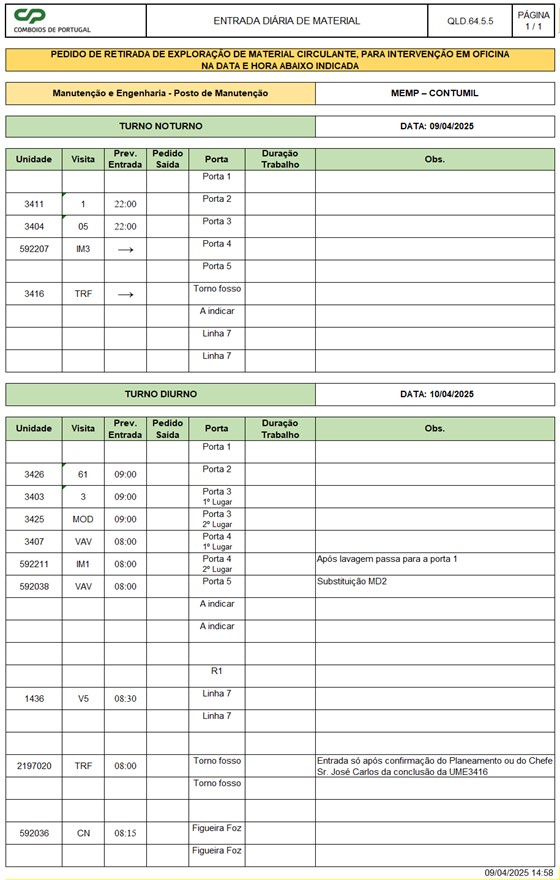 CP
COMBOIOS DE PORTUGAL
ENTRADA DIÁRIA DE MATERIAL
QLD.64.5.5
PÁGINA
1 / 1
PEDIDO DE RETIRADA DE EXPLORAÇÃO DE MATERIAL CIRCULANTE, PARA INTERVENÇÃO EM OFICINA
NA DATA E HORA ABAIXO INDICADA
Manutenção e Engenharia - Posto de Manutenção
MEMP – CONTUMIL
TURNO NOTURNO
DATA: 09/04/2025
Unidade Visita Prev. Entrada Pedido Saída Porta Duração Trabalho Obs.
Porta 1
3411 1 22:00 Porta 2
3404 05 22:00 Porta 3
592207 IM3 → Porta 4
Porta 5
3416 TRF → Torno fosso
A indicar
Linha 7
Linha 7
TURNO DIURNO
DATA: 10/04/2025
Unidade Visita Prev. Entrada Pedido Saída Porta Duração Trabalho Obs.
Porta 1
3426 61 09:00 Porta 2
3403 3 09:00 Porta 3 1º Lugar
3425 MOD 09:00 Porta 3 2º Lugar
3407 VAV 08:00 Porta 4 1º Lugar
592211 IM1 08:00 Porta 4 2º Lugar Após lavagem passa para a porta 1
592038 VAV 08:00 Porta 5 Substituição MD2
A indicar
A indicar
R1
1436 V5 08:30 Linha 7
Linha 7
2197020 TRF 08:00 Torno fosso Entrada só após confirmação do Planeamento ou do Chefe
Sr. José Carlos da conclusão da UME3416
Torno fosso
592036 CN 08:15 Figueira Foz
Figueira Foz
09/04/2025 14:58